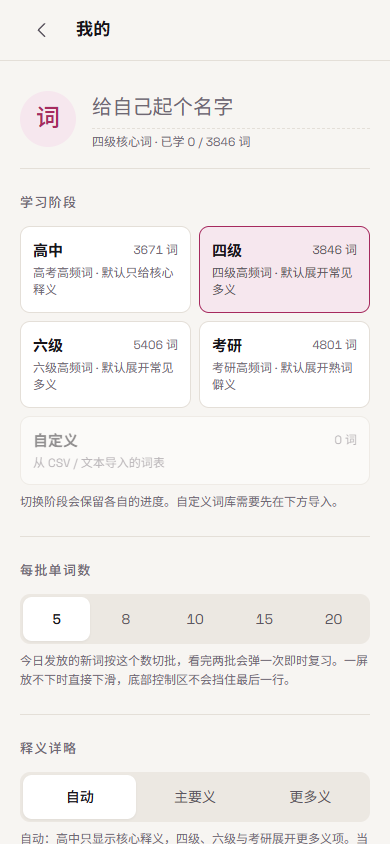 我的
词
给自己起个名字
四级核心词 · 已学 0 / 3846 词
学习阶段
高中 3671 词
高考高频词 · 默认只给核心
释义
四级 3846 词
四级高频词 · 默认展开常见
多义
六级 5406 词
六级高频词 · 默认展开常见
多义
考研 4801 词
考研高频词 · 默认展开熟词
僻义
自定义 0 词
从 CSV / 文本导入的词表
切换阶段会保留各自的进度。自定义词库需要先在下方导入。
每批单词数
5 8 10 15 20
今日发放的新词按这个数切批，看完两批会弹一次即时复习。一屏
放不下时直接下滑，底部控制区不会挡住最后一行。
释义详略
自动 主要义 更多义
自动：高中只显示核心释义，四级、六级与考研展开更多义项。当